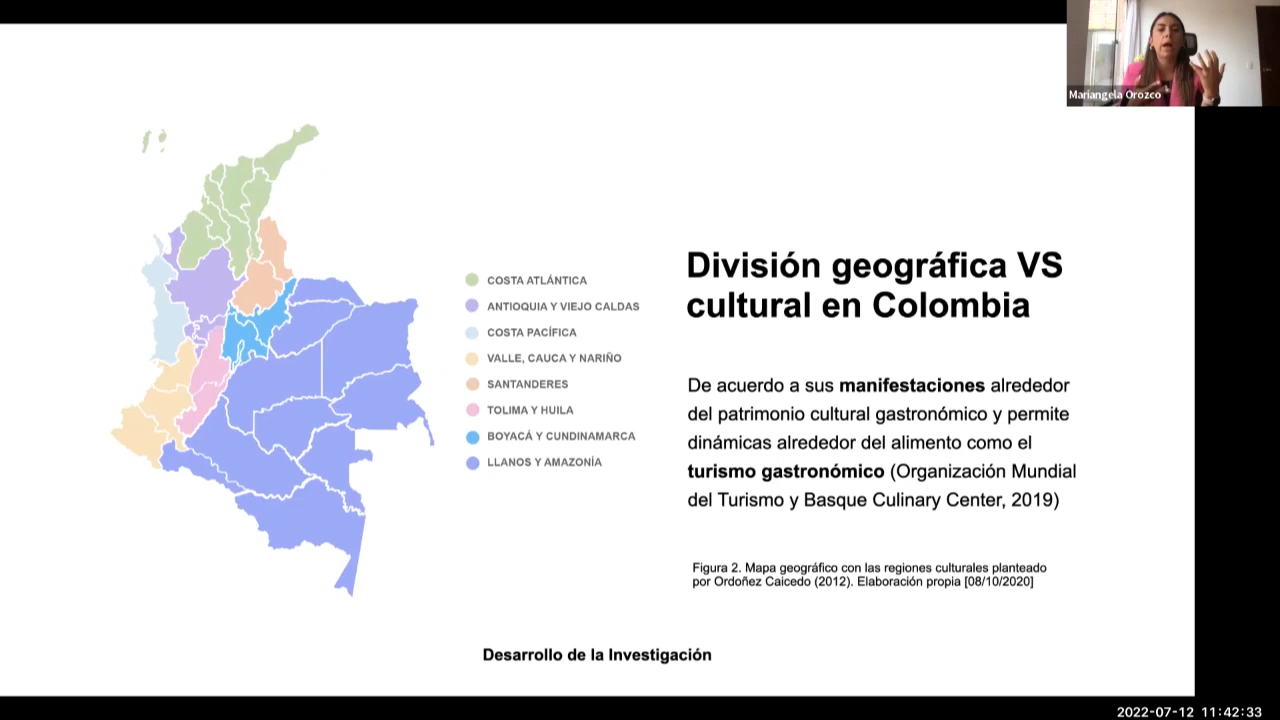 Mariangela Orozco
COSTA ATLÁNTICA
ANTIOQUIA Y VIEJO CALDAS
COSTA PACÍFICA
VALLE, CAUCA Y NARIÑO
SANTANDERES
TOLIMA Y HUILA
BOYACÁ Y CUNDINAMARCA
LLANOS Y AMAZONÍA
División geográfica VS
cultural en Colombia
De acuerdo a sus manifestaciones alrededor
del patrimonio cultural gastronómico y permite
dinámicas alrededor del alimento como el
turismo gastronómico (Organización Mundial
del Turismo y Basque Culinary Center, 2019)
Figura 2. Mapa geográfico con las regiones culturales planteado
por Ordoñez Caicedo (2012). Elaboración propia [08/10/2020]
Desarrollo de la Investigación
2022-07-12 11:42:33